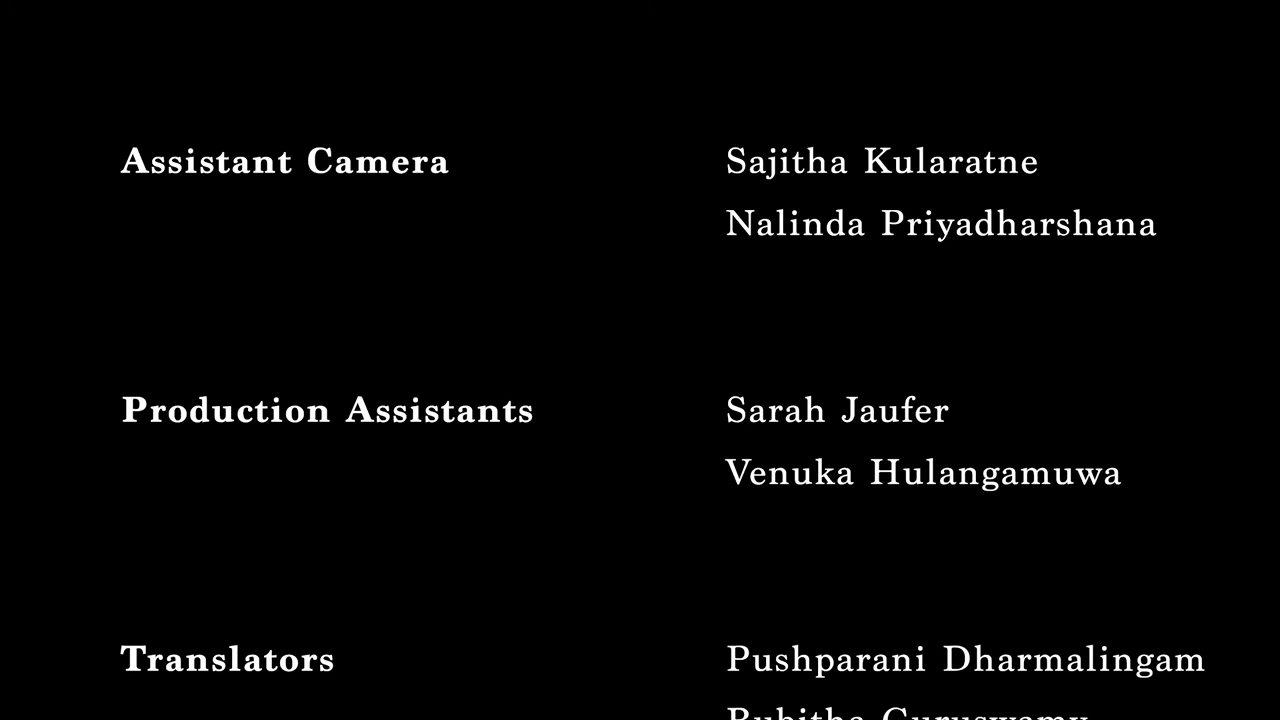 Assistant Camera Sajitha Kularatne
Nalinda Priyadharshana
Production Assistants Sarah Jaufer
Venuka Hulangamuwa
Translators Pushparani Dharmalingam